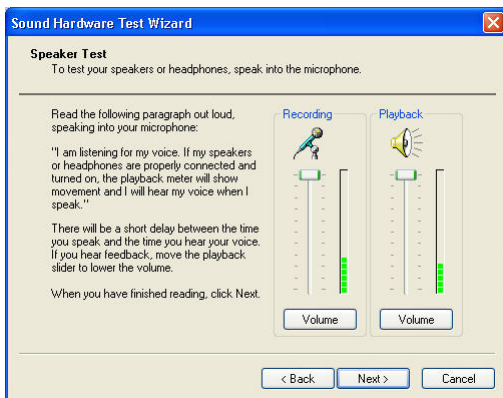 Sound Hardware Test Wizard
Speaker Test
To test your speakers or headphones, speak into the microphone.
Read the following paragraph out loud,
speaking into your microphone:
"I am listening for my voice. If my speakers
or headphones are properly connected and
turned on, the playback meter will show
movement and I will hear my voice when I
speak."
There will be a short delay between the time
you speak and the time you hear your voice.
If you hear feedback, move the playback
slider to lower the volume.
When you have finished reading, click Next.
Recording
Playback
Volume
Volume
< Back
Next >
Cancel